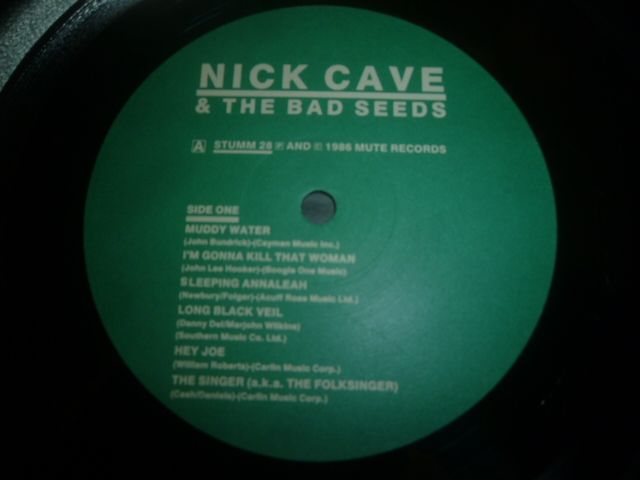 NICK CAVE
& THE BAD SEEDS
A STUMM 28 Ⓟ AND © 1986 MUTE RECORDS
SIDE ONE
MUDDY WATER
(John Bundrick)-(Cayman Music Inc.)
I'M GONNA KILL THAT WOMAN
(John Lee Hooker)-(Boogie One Music)
SLEEPING ANNALEAH
(Newbury/Folger)-(Acuff Rose Music Ltd.)
LONG BLACK VEIL
(Danny Del/Marjohn Wilkins)
(Southern Music Co. Ltd.)
HEY JOE
(William Roberts)-(Carlin Music Corp.)
THE SINGER (a.k.a. THE FOLKSINGER)
(Cash/Daniels)-(Carlin Music Corp.)